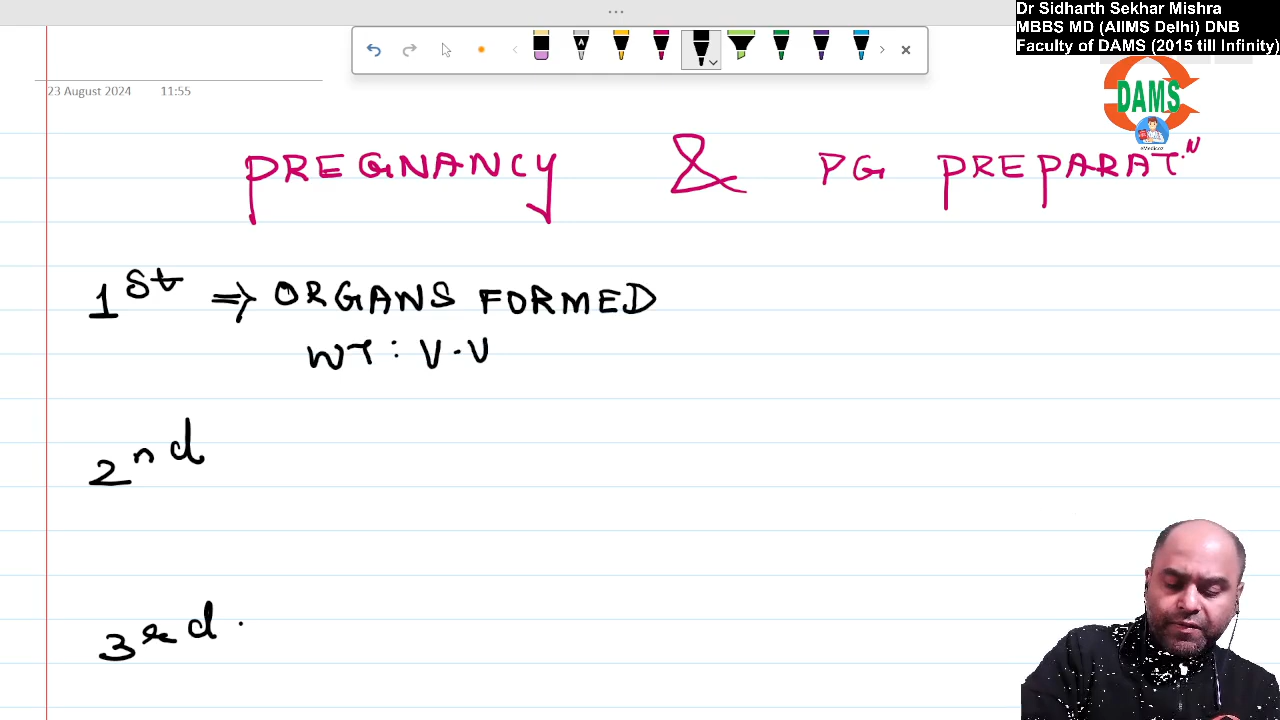 Dr Sidharth Sekhar Mishra
MBBS MD (AIIMS Delhi) DNB
Faculty of DAMS (2015 till Infinity)
DAMS
23 August 2024 11:55
PREGNANCY & PG PREPARAT.N
1st ⇒ ORGANS FORMED
WT : V.V
2nd
3rd .